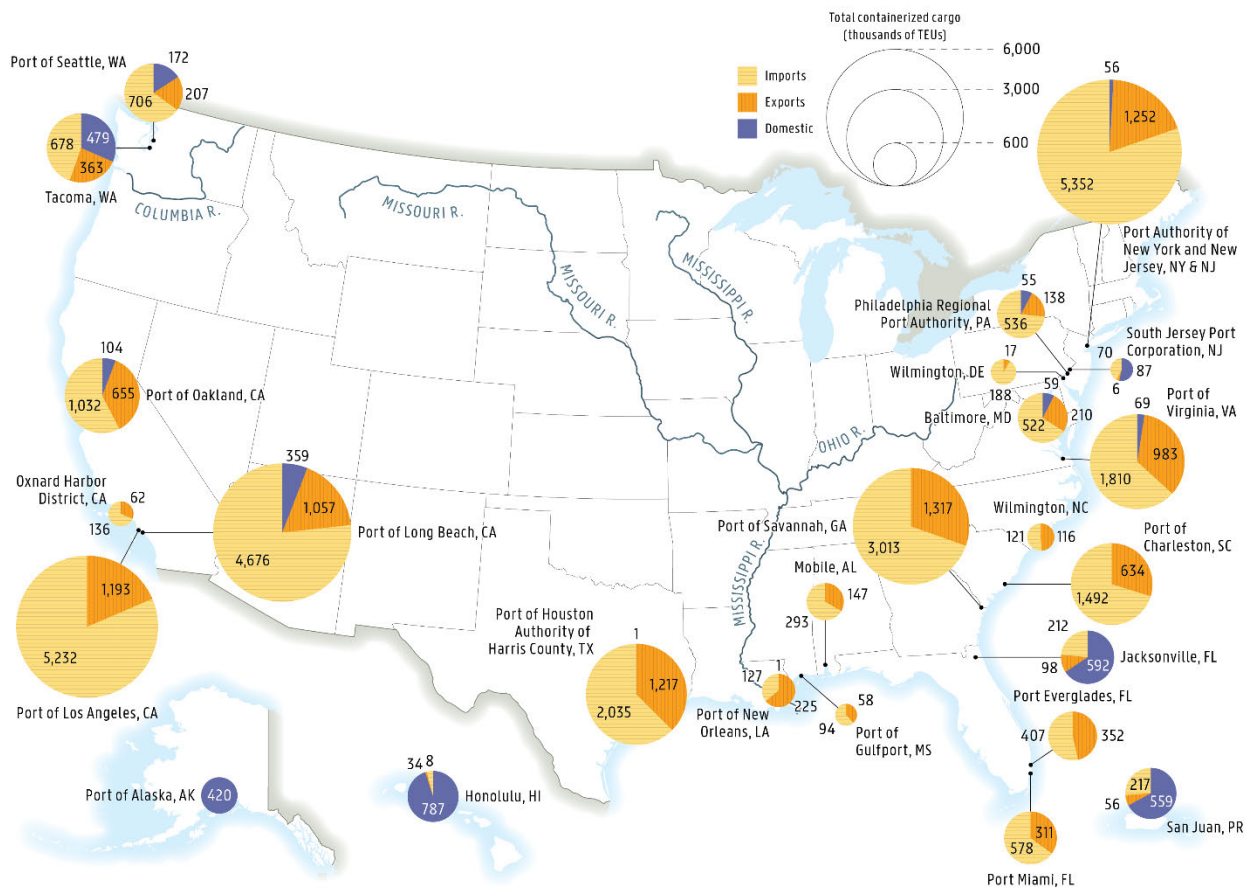 Total containerized cargo
(thousands of TEUs)
6,000
3,000
600
Imports
Exports
Domestic
Port of Seattle, WA
172
706
207
678
479
363
Tacoma, WA
COLUMBIA R.
MISSOURI R.
MISSOURI R.
MISSISSIPPI R.
MISSISSIPPI R.
OHIO R.
56
1,252
5,352
Port Authority of
New York and New
Jersey, NY & NJ
Philadelphia Regional
Port Authority, PA
55
138
536
South Jersey Port
Corporation, NJ
70
87
6
Wilmington, DE
17
188
Baltimore, MD
59
210
522
Port of
Virginia, VA
69
983
1,810
104
655
1,032
Port of Oakland, CA
Oxnard Harbor
District, CA
62
136
359
1,057
4,676
Port of Long Beach, CA
1,193
5,232
Port of Los Angeles, CA
Port of Savannah, GA
1,317
3,013
Wilmington, NC
121
116
Port of
Charleston, SC
634
1,492
Mobile, AL
147
293
Port of Houston
Authority of
Harris County, TX
1
1,217
2,035
127
1
225
Port of New
Orleans, LA
58
94
Port of
Gulfport, MS
212
98
592
Jacksonville, FL
Port Everglades, FL
407
352
311
578
Port Miami, FL
217
559
56
San Juan, PR
Port of Alaska, AK
420
34
8
787
Honolulu, HI